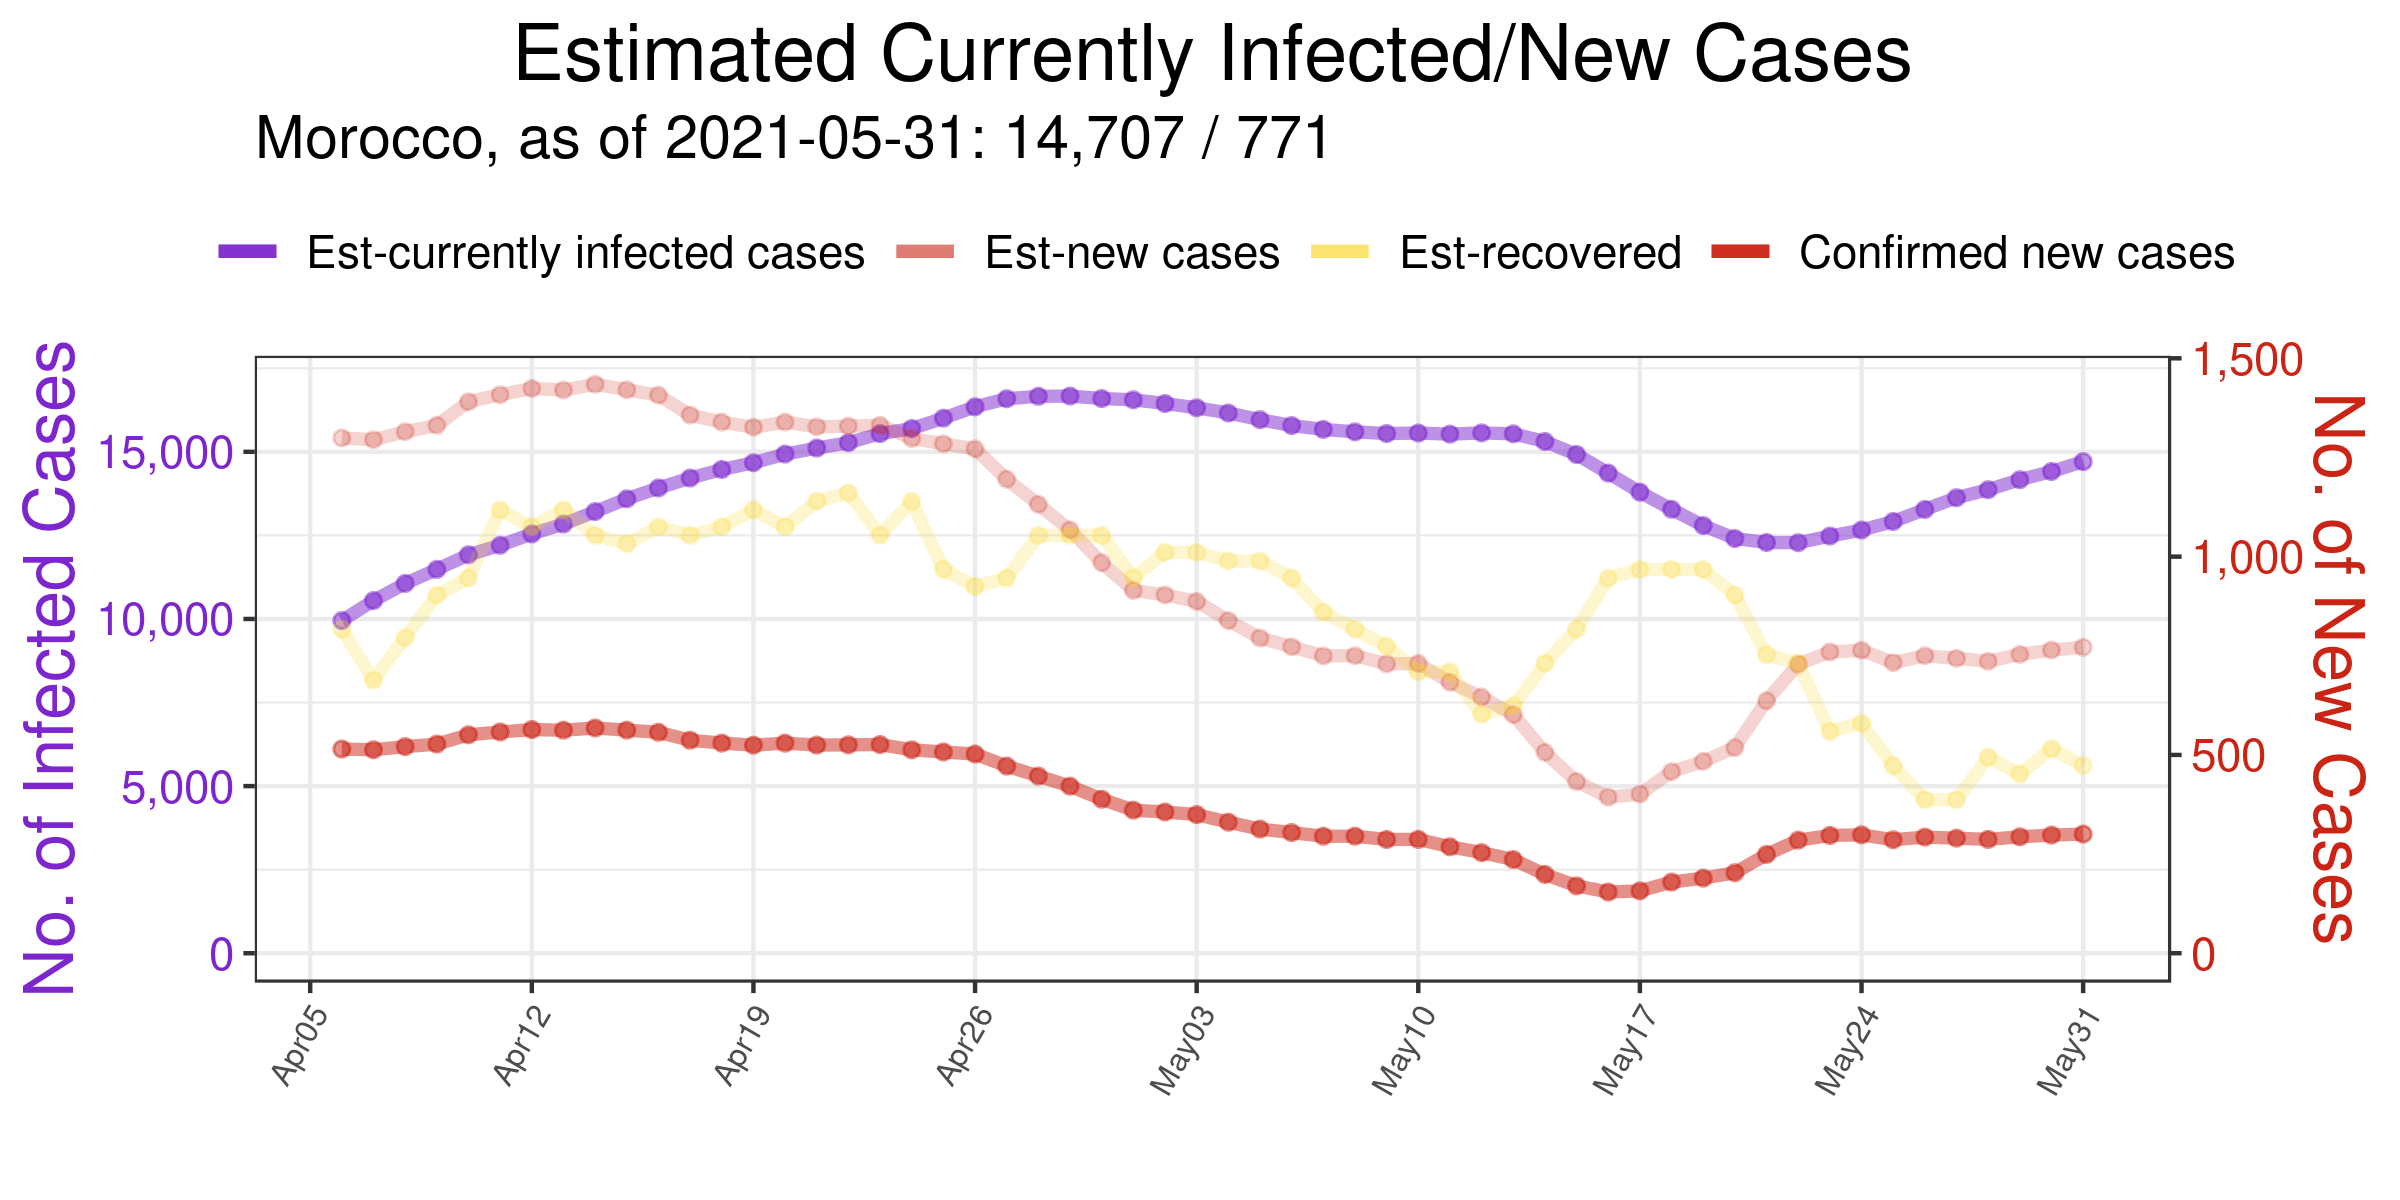 Estimated Currently Infected/New Cases
Morocco, as of 2021-05-31: 14,707 / 771
Est-currently infected cases Est-new cases Est-recovered Confirmed new cases
No. of Infected Cases
15,000
10,000
5,000
0
1,500
1,000
500
0
No. of New Cases
Apr05 Apr12 Apr19 Apr26 May03 May10 May17 May24 May31